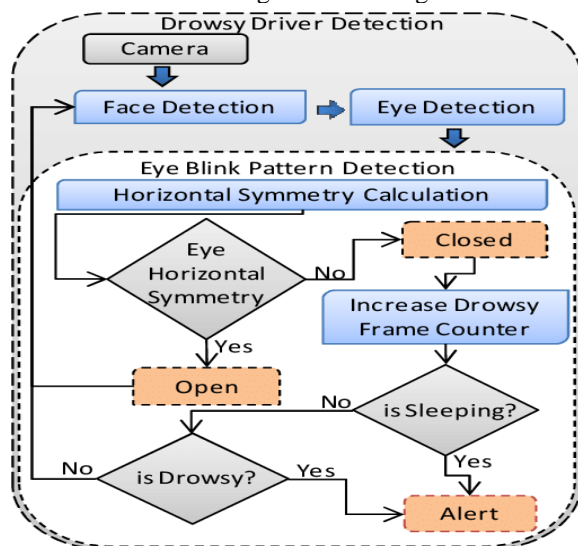 Drowsy Driver Detection
Camera
Face Detection
Eye Detection
Eye Blink Pattern Detection
Horizontal Symmetry Calculation
Eye
Horizontal
Symmetry
No
Closed
Increase Drowsy
Frame Counter
Yes
Open
No
is Sleeping?
No
is Drowsy?
Yes
Yes
Alert